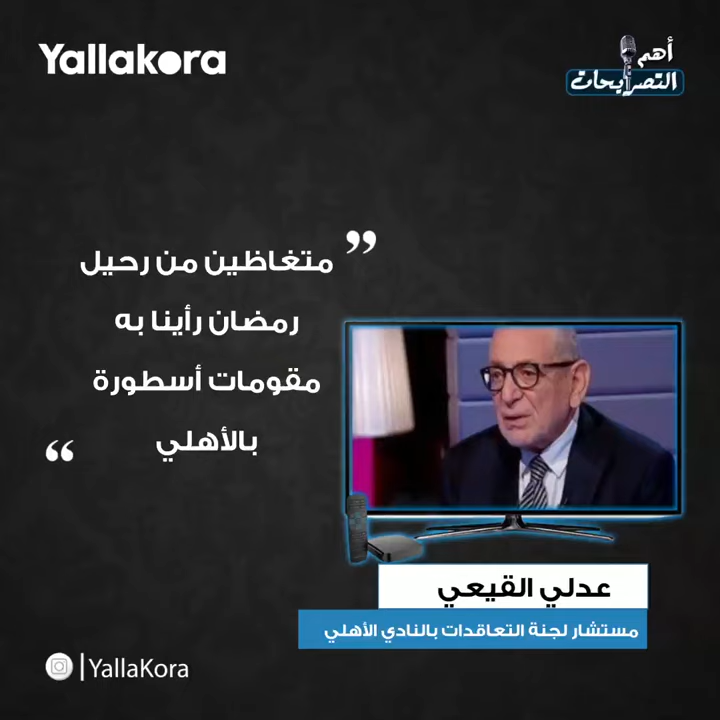 Yallakora
أهم
التصريحات
متغاظين من رحيل
رمضان رأينا به
مقومات أسطورة
بالأهلي
عدلي القيعي
مستشار لجنة التعاقدات بالنادي الأهلي
YallaKora